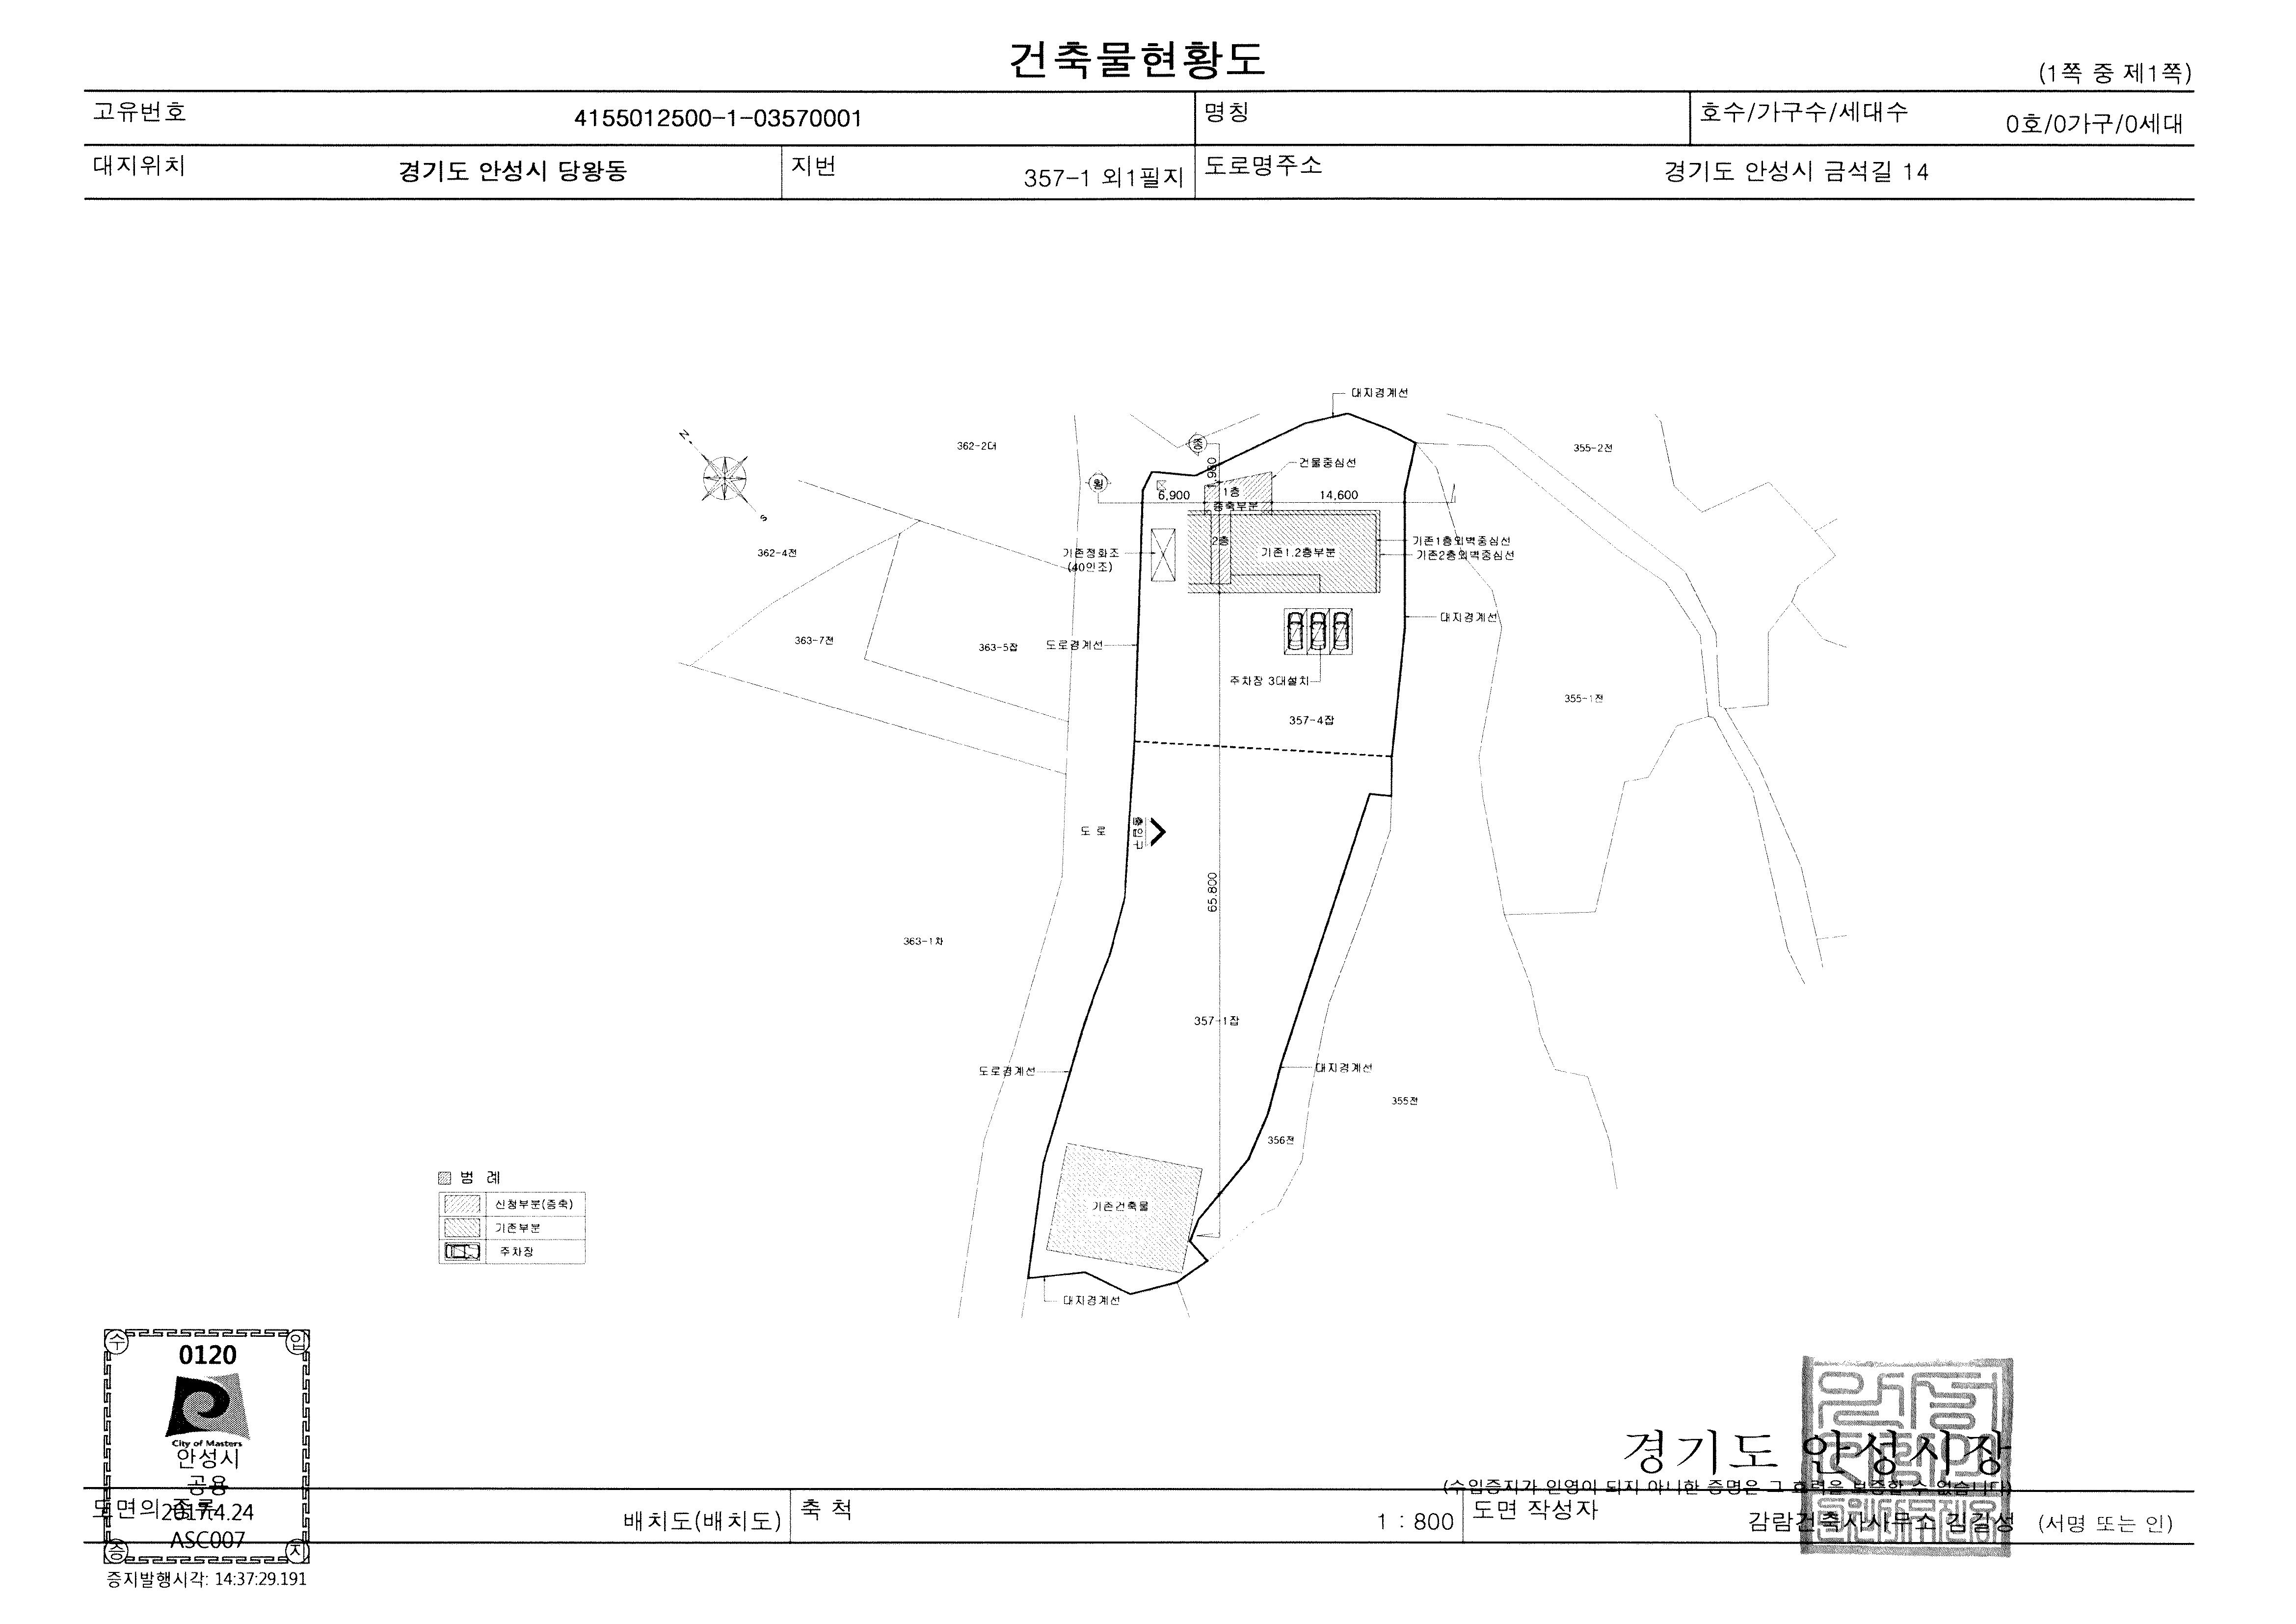 건축물현황도
(1쪽 중 제1쪽)
고유번호 4155012500-1-03570001 명칭 호수/가구수/세대수 0호/0가구/0세대
대지위치 경기도 안성시 당왕동 지번 357-1 외1필지 도로명주소 경기도 안성시 금석길 14
대지경계선
N
362-2대
355-2전
건물중심선
6,900
1층
14,600
증축부분
S
362-4전
기존정화조
(40인조)
2층
기존1.2층부분
기존1층외벽중심선
기존2층외벽중심선
대지경계선
363-7전
363-5잡
도로경계선
주차장 3대설치
355-1전
357-4잡
도 로
출입구
65,800
363-1차
357-1잡
도로경계선
대지경계선
355전
356전
범 례
신청부분(증축)
기존부분
주차장
기존건축물
대지경계선
수 입
0120
City of Masters
안성시
공용
2017.4.24
ASC007
증 지
증지발행시각: 14:37:29.191
경기도 안성시장
(수입증지가 인영이 되지 아니한 증명은 그 효력을 보증할 수 없습니다)
도면의 종류 배치도(배치도) 축 척 1 : 800 도면 작성자 감람건축사사무소 (서명 또는 인)